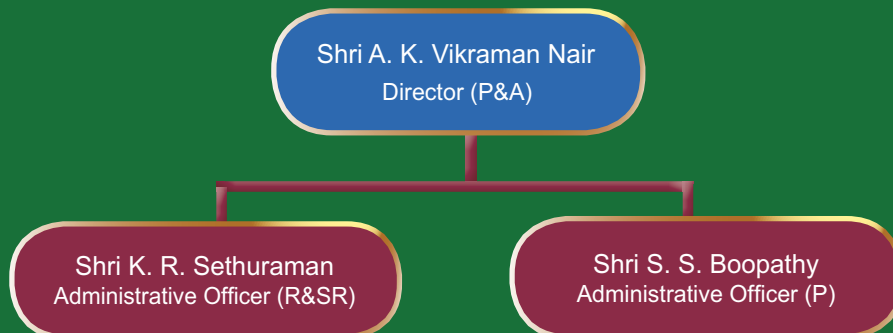 Shri A. K. Vikraman Nair
Director (P&A)
Shri K. R. Sethuraman
Administrative Officer (R&SR)
Shri S. S. Boopathy
Administrative Officer (P)